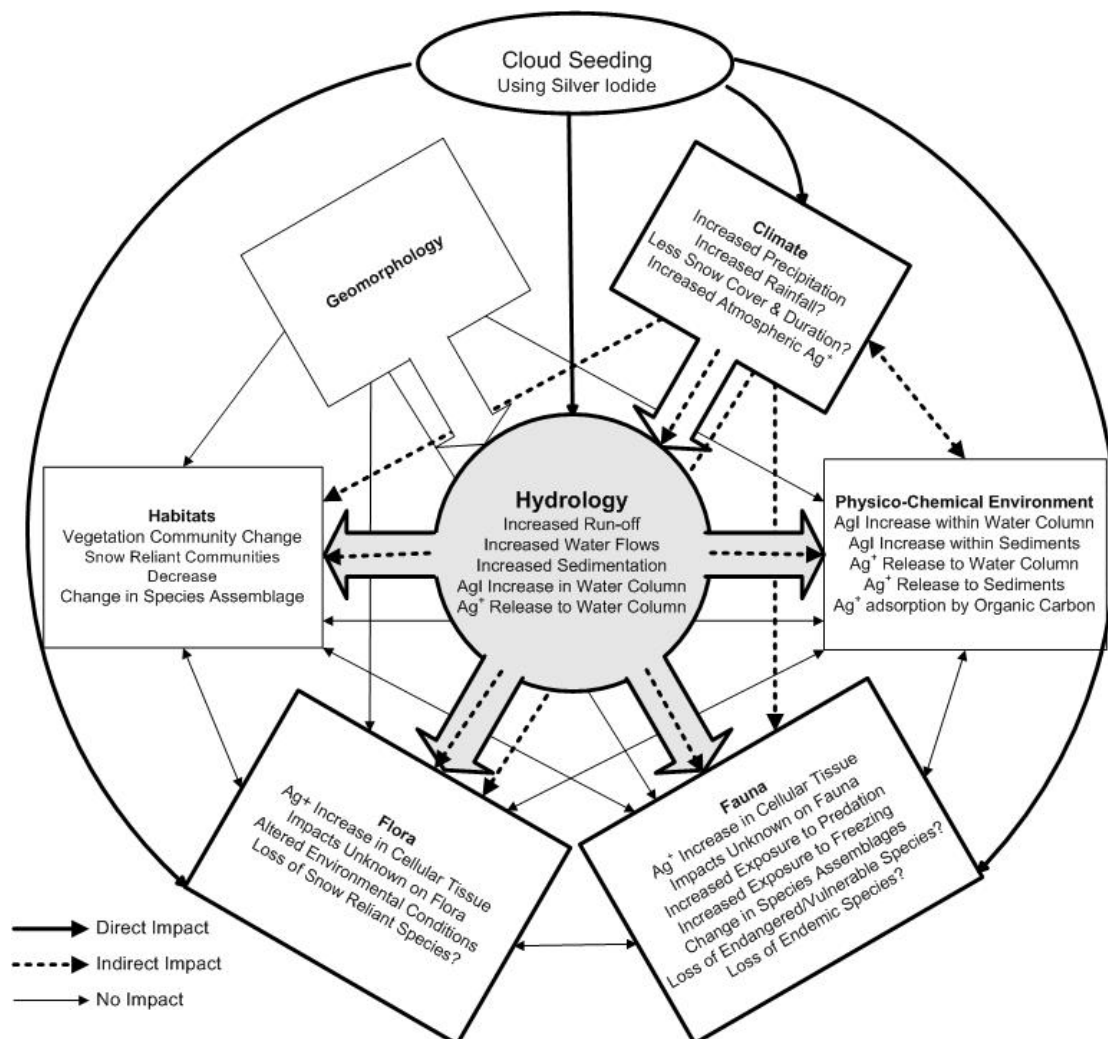 Cloud Seeding
Using Silver Iodide
Geomorphology
Climate
Increased Precipitation
Increased Rainfall?
Less Snow Cover & Duration?
Increased Atmospheric Ag⁺
Habitats
Vegetation Community Change
Snow Reliant Communities
Decrease
Change in Species Assemblage
Hydrology
Increased Run-off
Increased Water Flows
Increased Sedimentation
AgI Increase in Water Column
Ag⁺ Release to Water Column
Physico-Chemical Environment
AgI Increase within Water Column
AgI Increase within Sediments
Ag⁺ Release to Water Column
Ag⁺ Release to Sediments
Ag⁺ adsorption by Organic Carbon
Flora
Ag+ Increase in Cellular Tissue
Impacts Unknown on Flora
Altered Environmental Conditions
Loss of Snow Reliant Species?
Fauna
Ag⁺ Increase in Cellular Tissue
Impacts Unknown on Fauna
Increased Exposure to Predation
Increased Exposure to Freezing
Change in Species Assemblages
Loss of Endangered/Vulnerable Species?
Loss of Endemic Species?
Direct Impact
Indirect Impact
No Impact